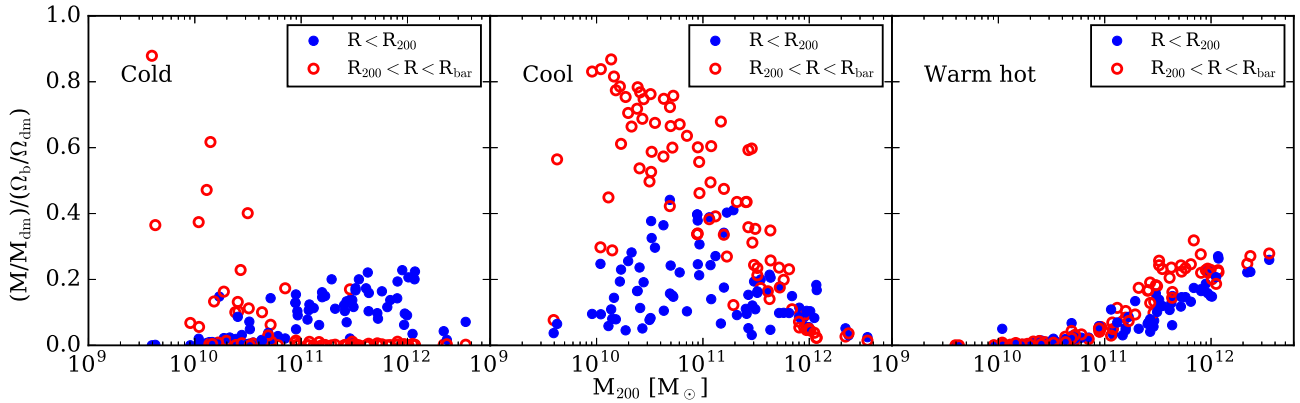 (M/M_dm)/(Ω_b/Ω_dm)
1.0
0.8
0.6
0.4
0.2
0.0
Cold
R < R_200
R_200 < R < R_bar
10^9
10^10
10^11
10^12
Cool
R < R_200
R_200 < R < R_bar
10^9
10^10
10^11
10^12
Warm hot
R < R_200
R_200 < R < R_bar
10^9
10^10
10^11
10^12
M_200 [M_⊙]